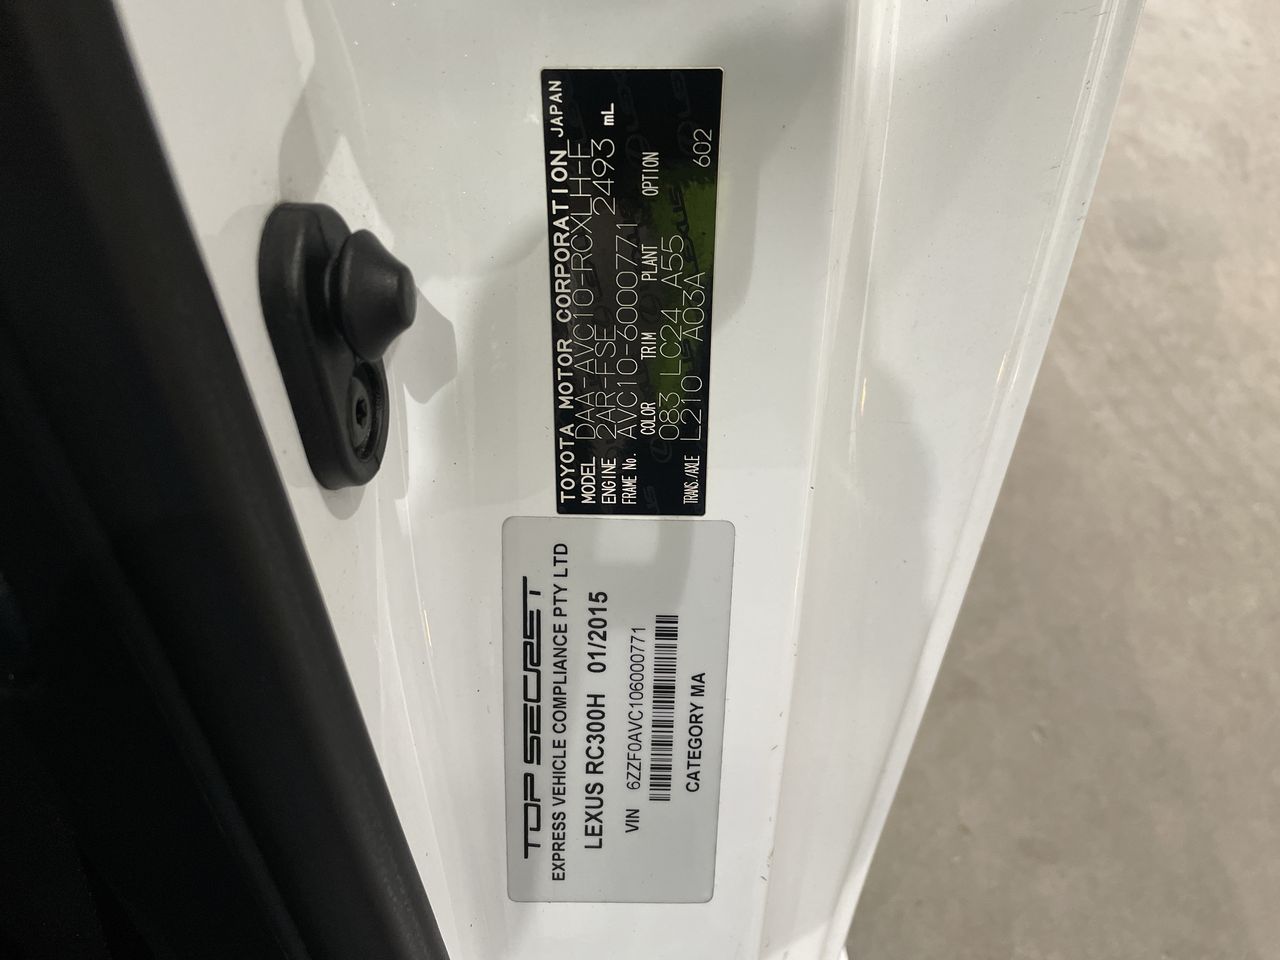 TOYOTA MOTOR CORPORATION JAPAN
MODEL DAA-AVC10-RCXLH-E
ENGINE 2AR-FSE 2493 mL
FRAME No. AVC10-6000771
COLOR TRIM PLANT OPTION
083 LC24 A55
TRANS./AXLE L210 A03A 602
TOP SECRET
EXPRESS VEHICLE COMPLIANCE PTY LTD
LEXUS RC300H 01/2015
VIN 6ZZF0AVC106000771
CATEGORY MA